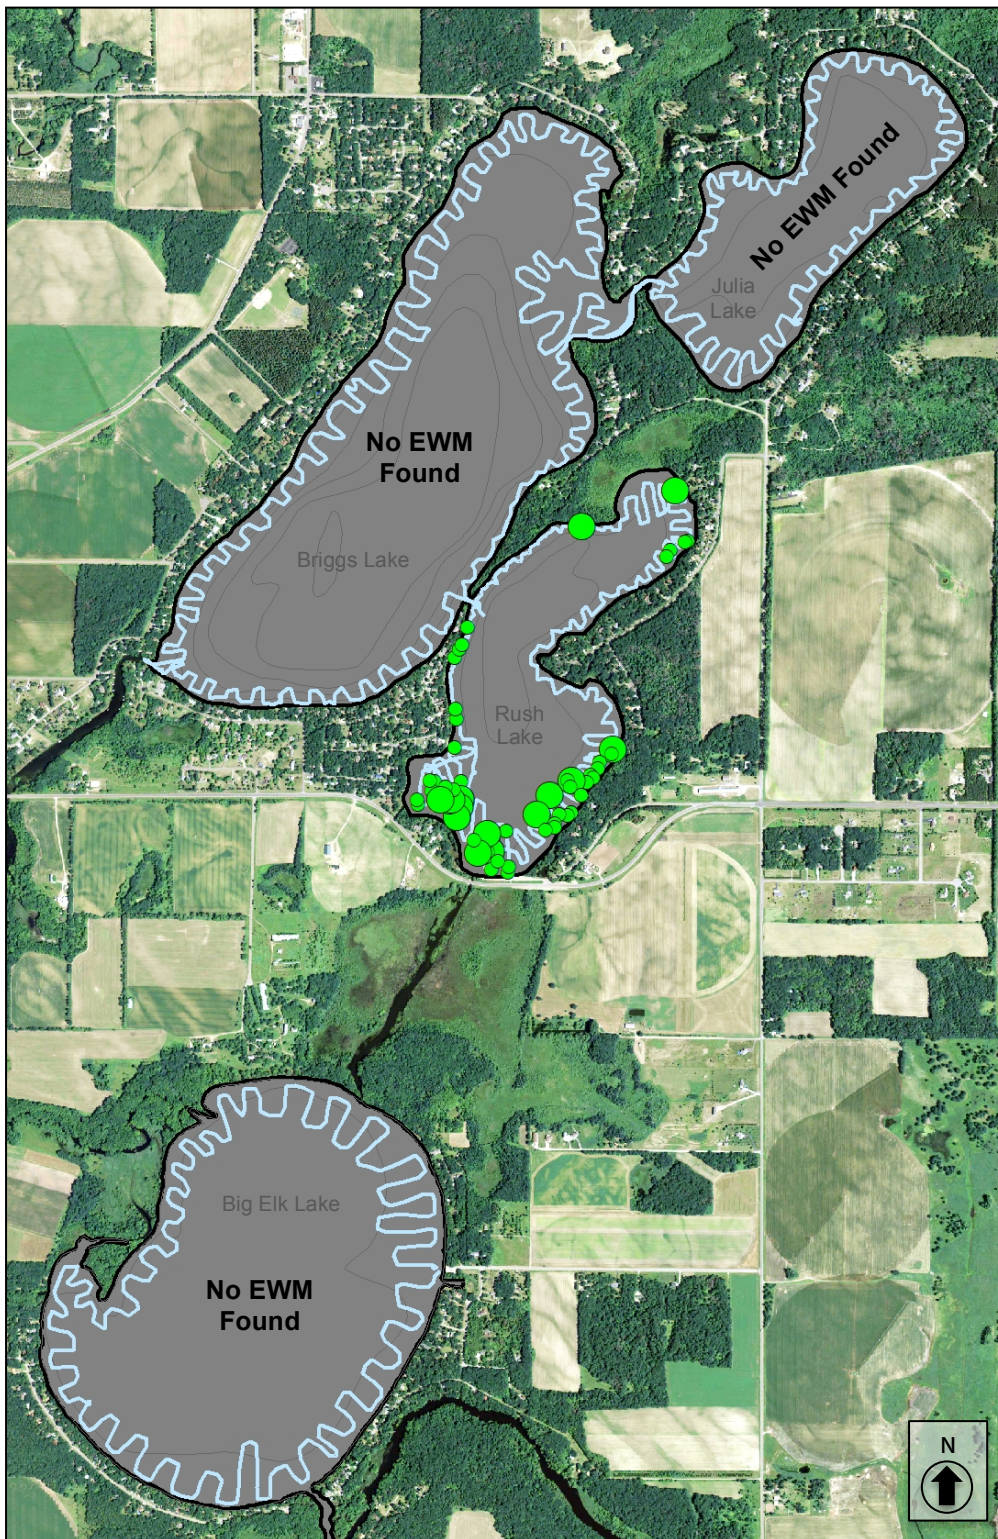 No EWM Found
Julia
Lake
No EWM
Found
Briggs Lake
Rush
Lake
Big Elk Lake
No EWM
Found
N